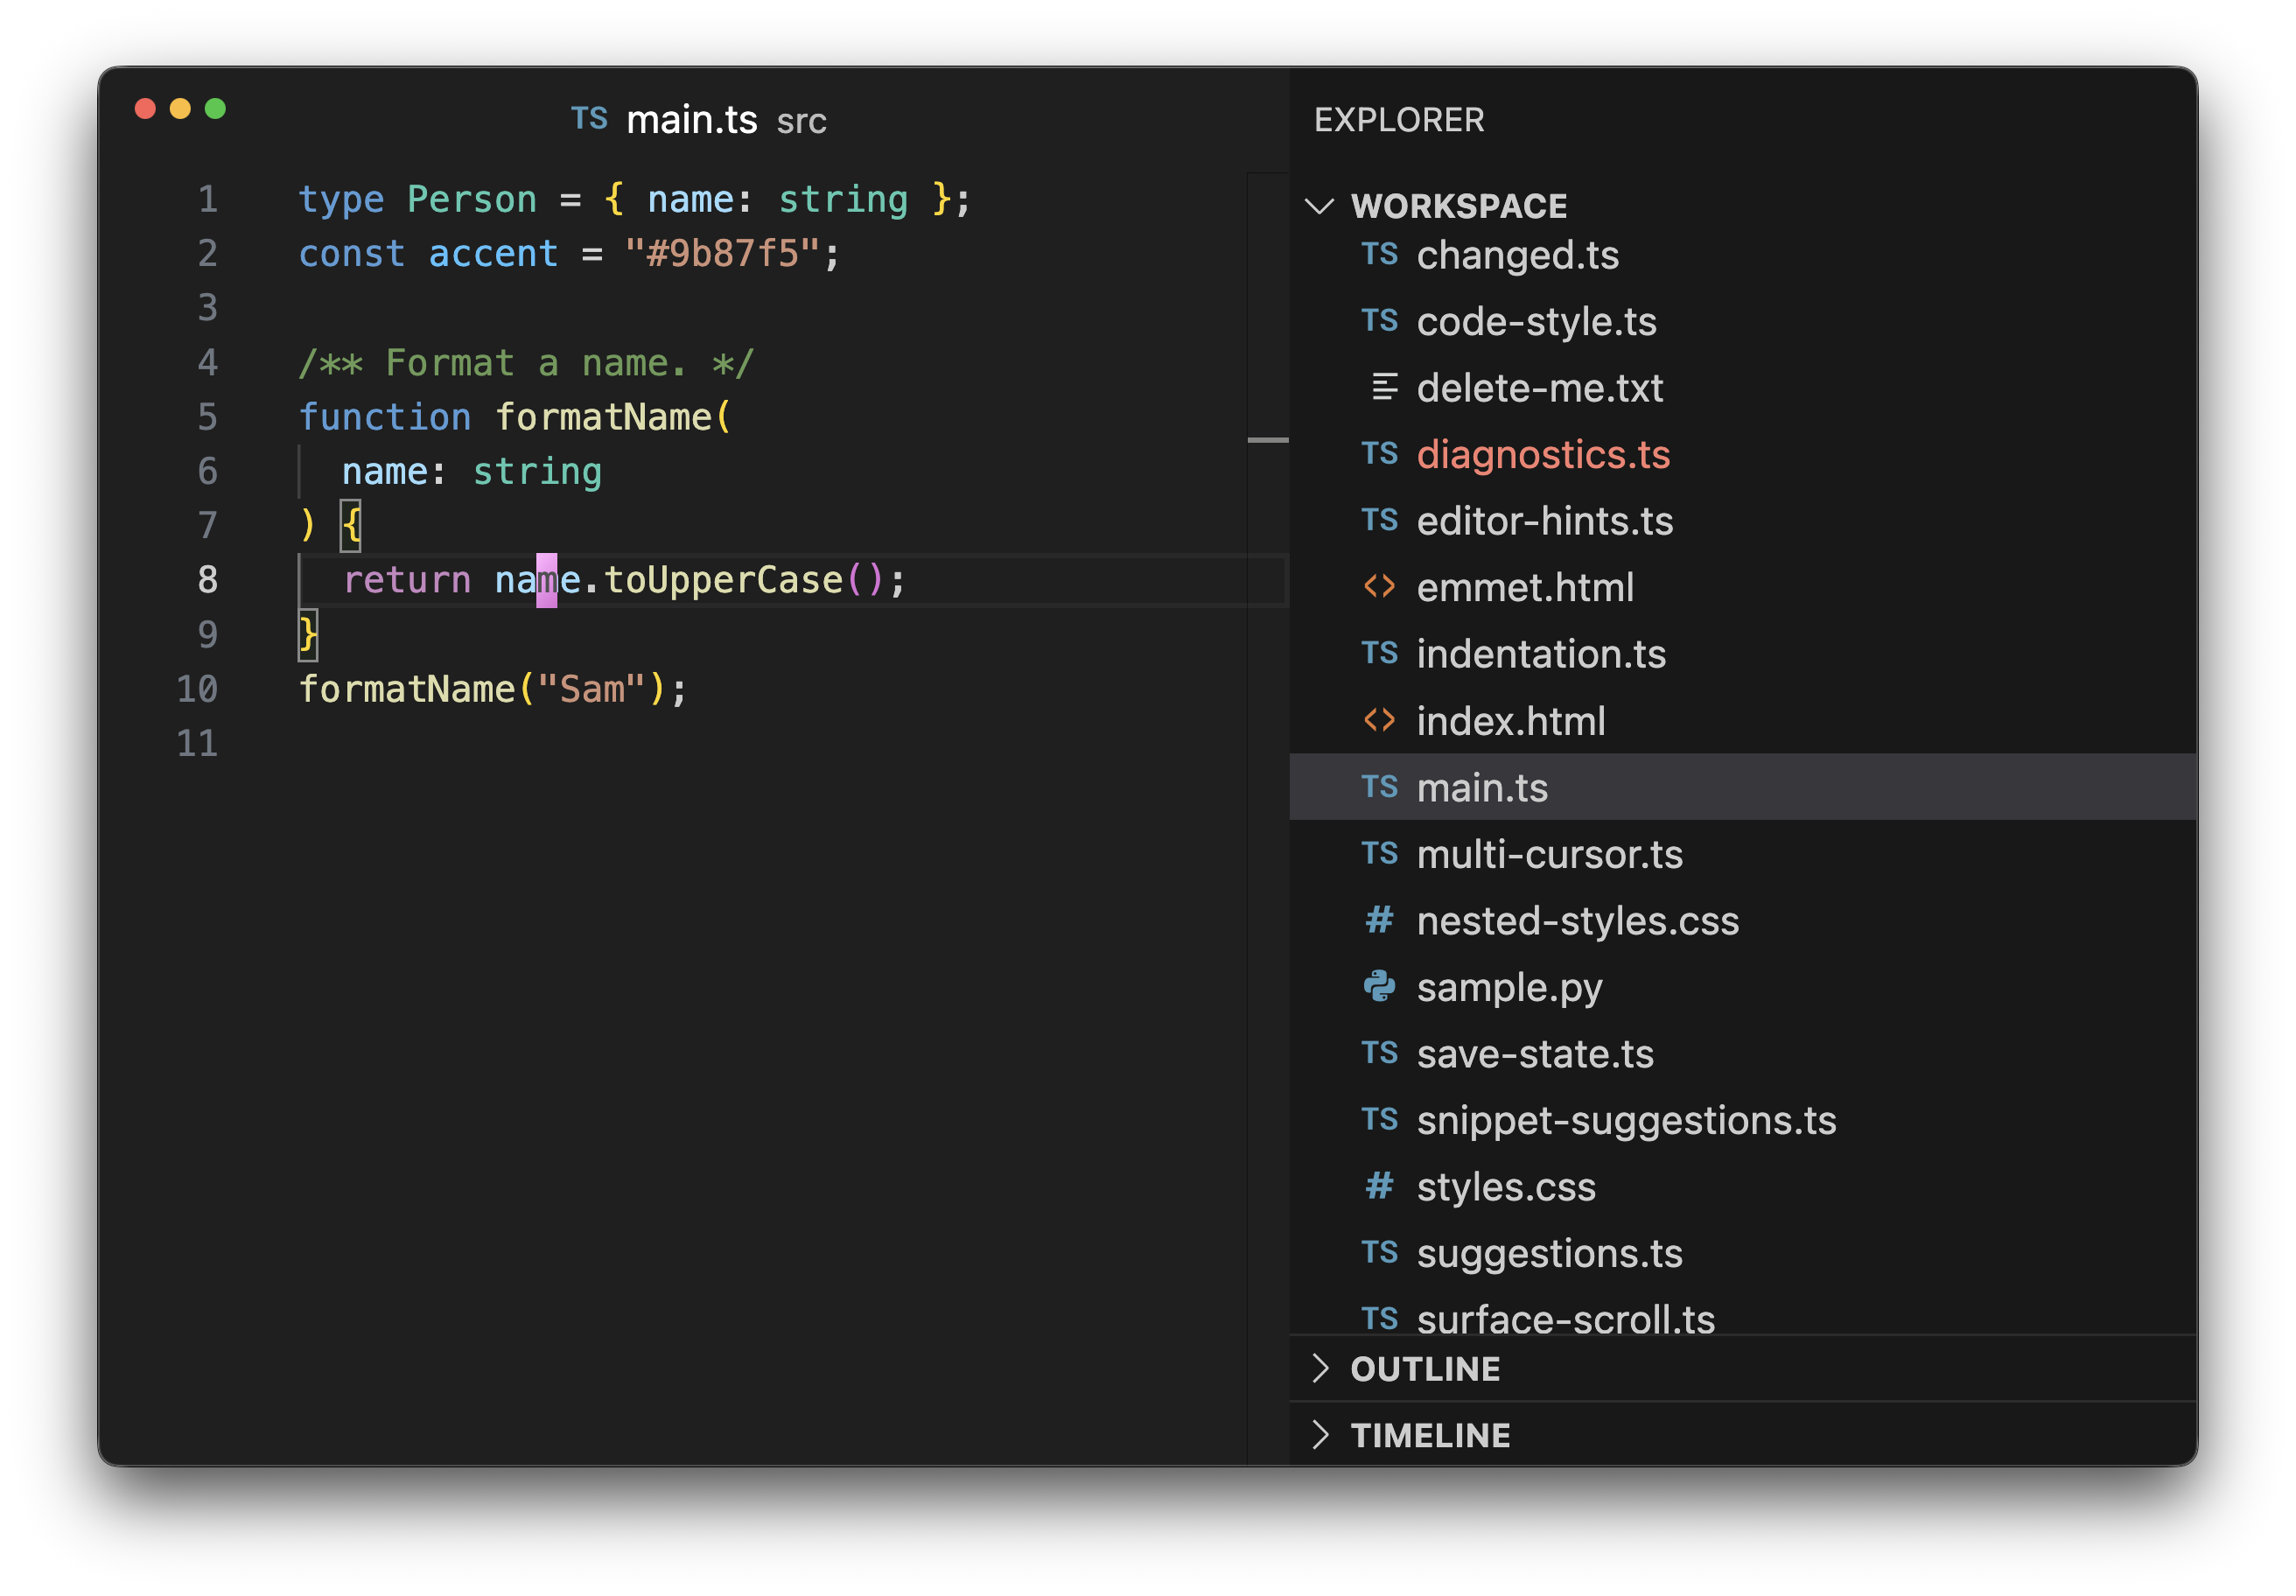 TS main.ts src
1 type Person = { name: string };
2 const accent = "#9b87f5";
3
4 /** Format a name. */
5 function formatName(
6   name: string
7 ) {
8   return name.toUpperCase();
9 }
10 formatName("Sam");
11
EXPLORER
WORKSPACE
TS changed.ts
TS code-style.ts
delete-me.txt
TS diagnostics.ts
TS editor-hints.ts
<> emmet.html
TS indentation.ts
<> index.html
TS main.ts
TS multi-cursor.ts
# nested-styles.css
sample.py
TS save-state.ts
TS snippet-suggestions.ts
# styles.css
TS suggestions.ts
TS surface-scroll.ts
OUTLINE
TIMELINE